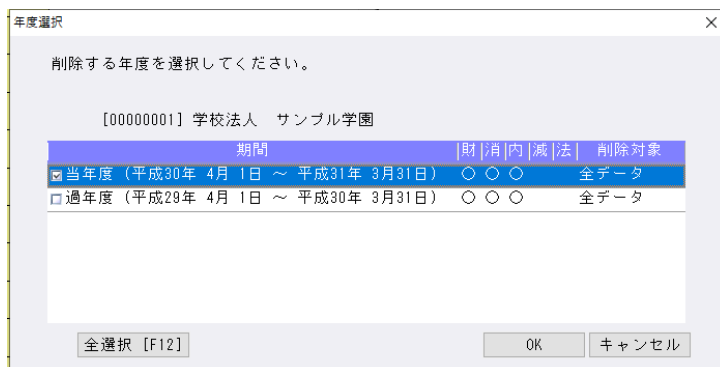 年度選択
削除する年度を選択してください。
[00000001] 学校法人　サンプル学園
期間 |財|消|内|減|法| 削除対象
当年度 (平成30年 4月 1日 ～ 平成31年 3月31日) ○ ○ ○ 全データ
過年度 (平成29年 4月 1日 ～ 平成30年 3月31日) ○ ○ ○ 全データ
全選択 [F12] OK キャンセル